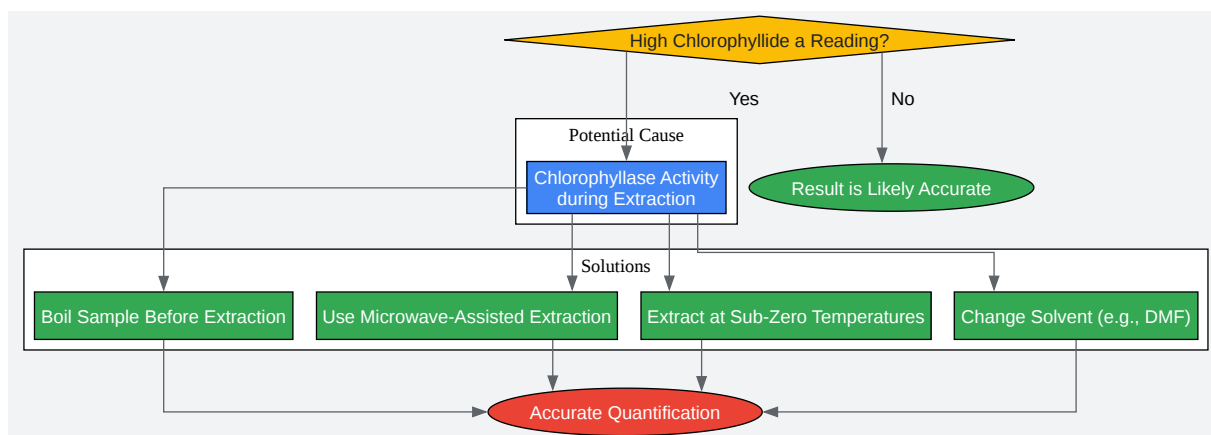 High Chlorophyllide a Reading?
Yes
No
Potential Cause
Chlorophyllase Activity
during Extraction
Result is Likely Accurate
Solutions
Boil Sample Before Extraction
Use Microwave-Assisted Extraction
Extract at Sub-Zero Temperatures
Change Solvent (e.g., DMF)
Accurate Quantification